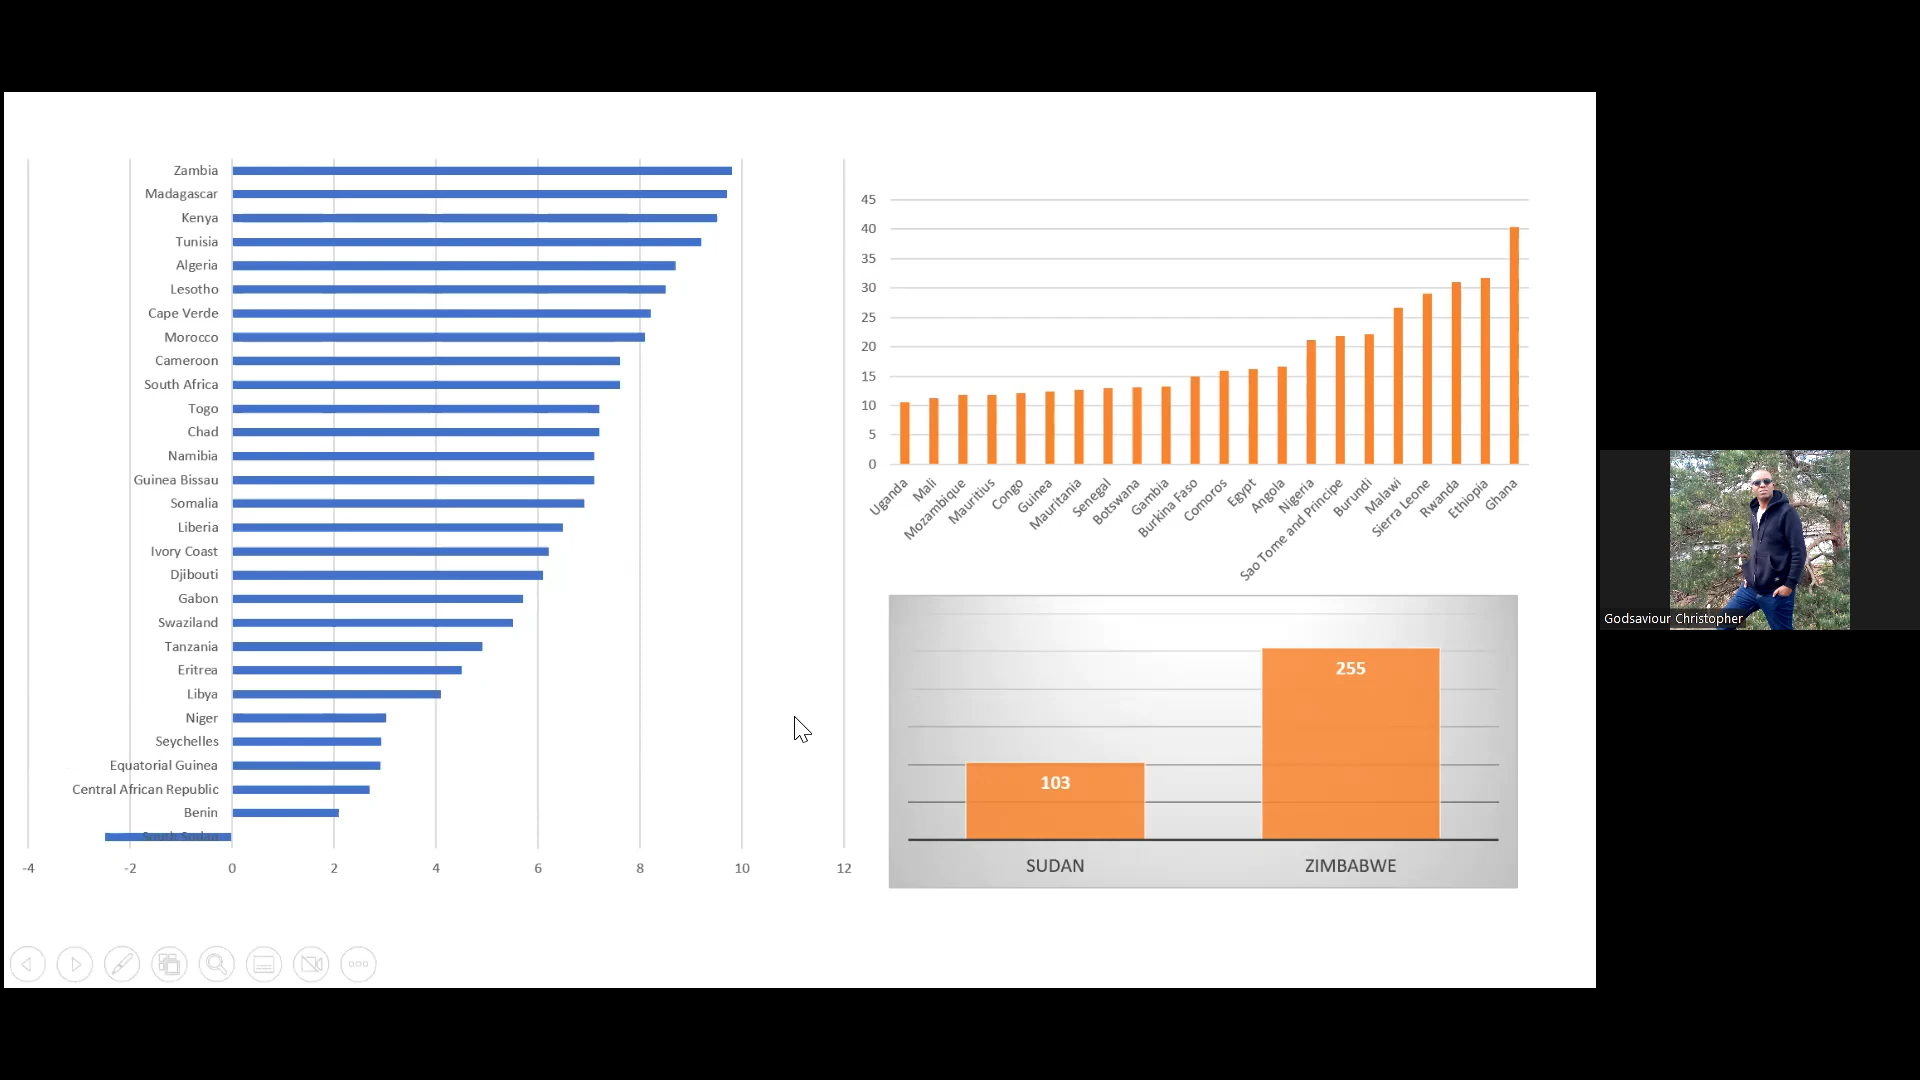 Zambia
Madagascar
Kenya
Tunisia
Algeria
Lesotho
Cape Verde
Morocco
Cameroon
South Africa
Togo
Chad
Namibia
Guinea Bissau
Somalia
Liberia
Ivory Coast
Djibouti
Gabon
Swaziland
Tanzania
Eritrea
Libya
Niger
Seychelles
Equatorial Guinea
Central African Republic
Benin
South Sudan
-4 -2 0 2 4 6 8 10 12
45
40
35
30
25
20
15
10
5
0
Uganda
Mali
Mozambique
Mauritius
Congo
Guinea
Mauritania
Senegal
Botswana
Gambia
Burkina Faso
Comoros
Egypt
Angola
Nigeria
Sao Tome and Principe
Burundi
Malawi
Sierra Leone
Rwanda
Ethiopia
Ghana
103
255
SUDAN ZIMBABWE
Godsaviour Christopher